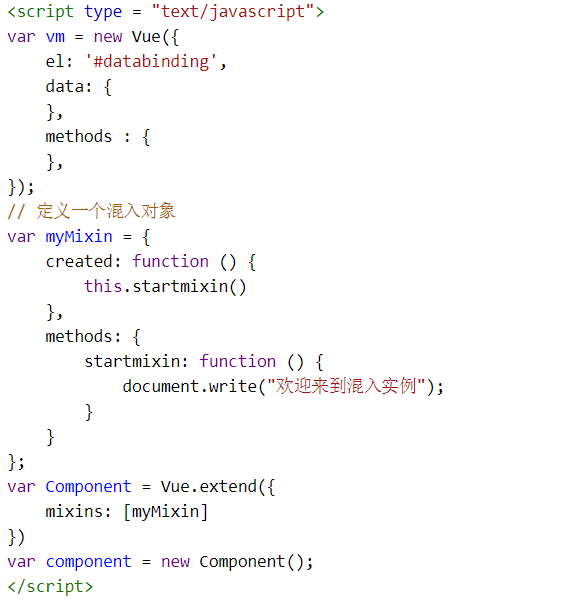 <script type = "text/javascript">
var vm = new Vue({
    el: '#databinding',
    data: {
    },
    methods : {
    },
});
// 定义一个混入对象
var myMixin = {
    created: function () {
        this.startmixin()
    },
    methods: {
        startmixin: function () {
            document.write("欢迎来到混入实例");
        }
    }
};
var Component = Vue.extend({
    mixins: [myMixin]
})
var component = new Component();
</script>